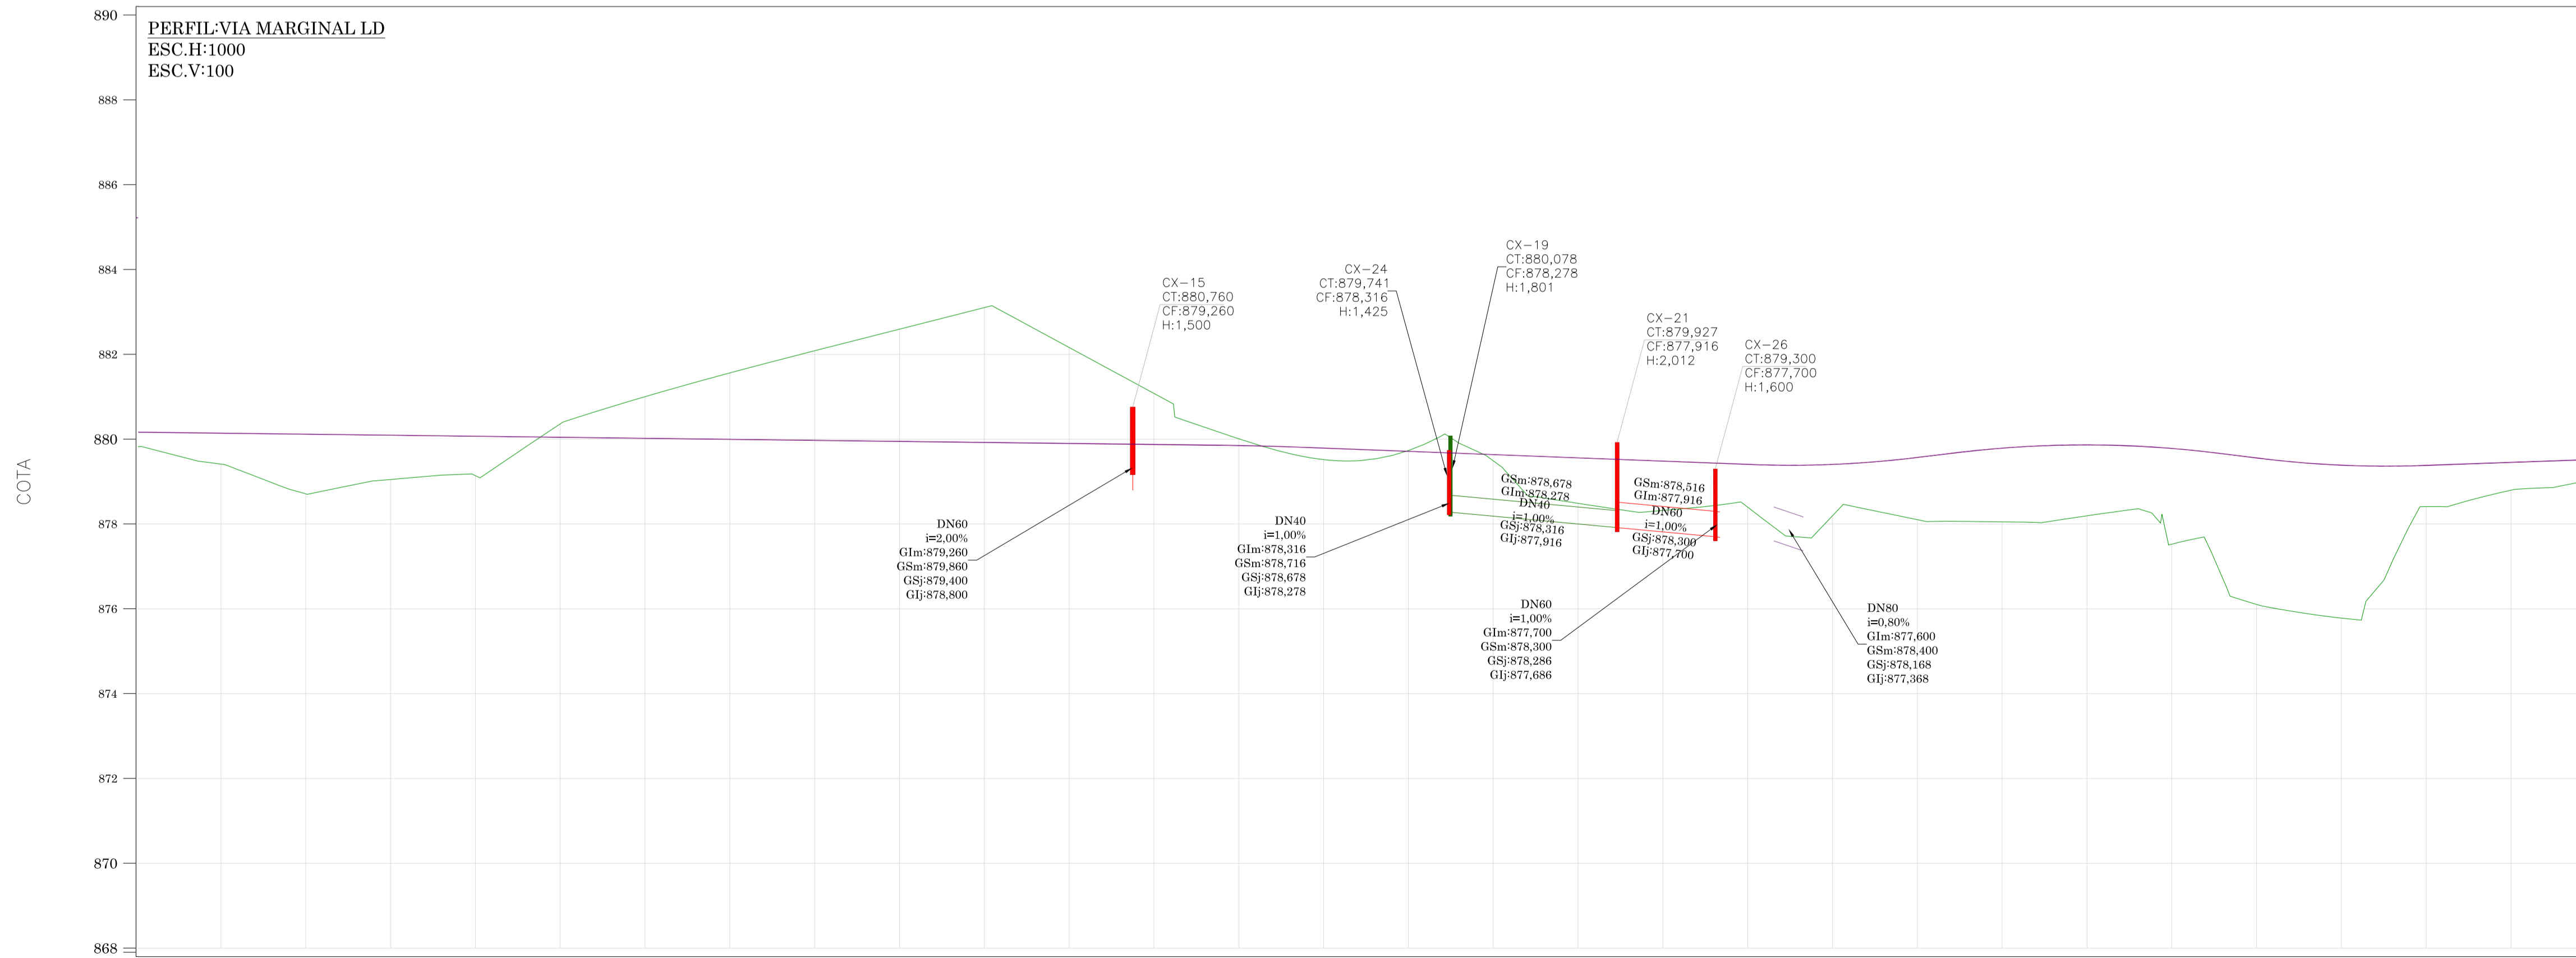 PERFIL:VIA MARGINAL LD
ESC.H:1000
ESC.V:100
COTA
890
888
886
884
882
880
878
876
874
872
870
868
CX-15
CT:880,760
CF:879,260
H:1,500
CX-24
CT:879,741
CF:878,316
H:1,425
CX-19
CT:880,078
CF:878,278
H:1,801
CX-21
CT:879,927
CF:877,916
H:2,012
CX-26
CT:879,300
CF:877,700
H:1,600
GSm:878,678
GIm:878,278
DN40
i=1,00%
GSj:878,316
GIj:877,916
GSm:878,516
GIm:877,916
DN60
i=1,00%
GSj:878,300
GIj:877,700
DN60
i=2,00%
GIm:879,260
GSm:879,860
GSj:879,400
GIj:878,800
DN40
i=1,00%
GIm:878,316
GSm:878,716
GSj:878,678
GIj:878,278
DN60
i=1,00%
GIm:877,700
GSm:878,300
GSj:878,286
GIj:877,686
DN80
i=0,80%
GIm:877,600
GSm:878,400
GSj:878,168
GIj:877,368